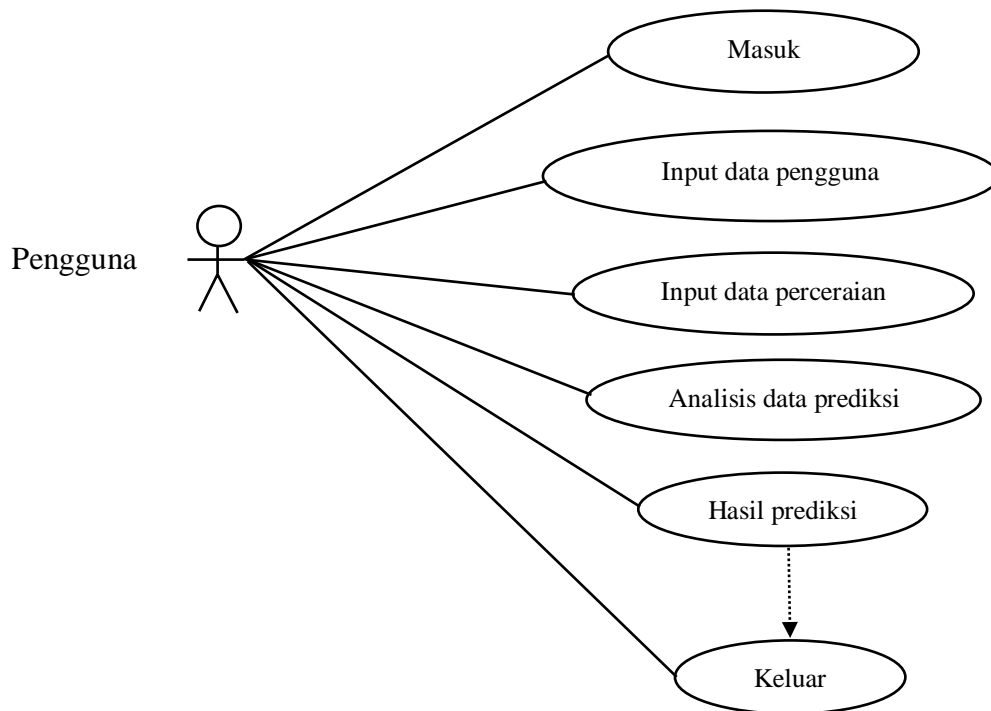 Masuk
Input data pengguna
Pengguna
Input data perceraian
Analisis data prediksi
Hasil prediksi
Keluar